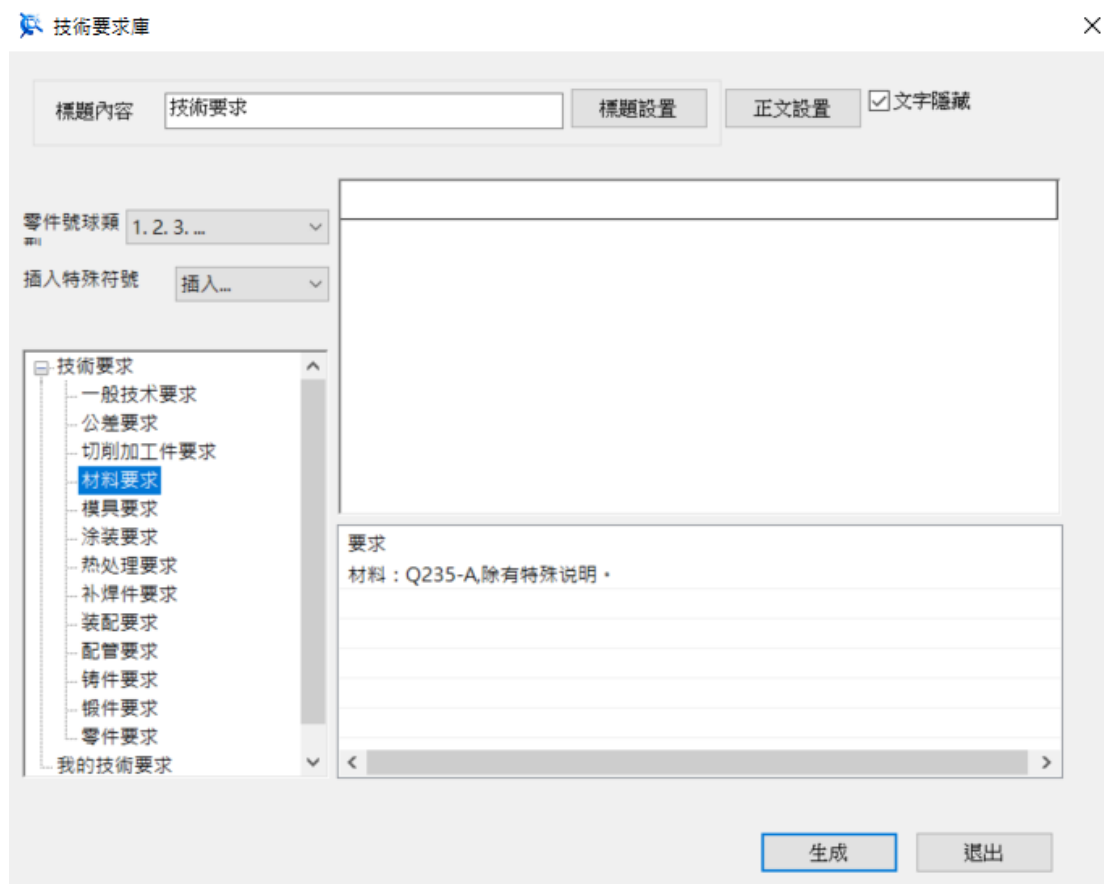 技術要求庫
標題內容
技術要求
標題設置
正文設置
文字隱藏
零件號球類
型
1. 2. 3. ...
插入特殊符號
插入...
技術要求
一般技术要求
公差要求
切削加工件要求
材料要求
模具要求
涂装要求
热处理要求
补焊件要求
装配要求
配管要求
铸件要求
锻件要求
零件要求
我的技術要求
要求
材料：Q235-A,除有特殊说明。
生成
退出